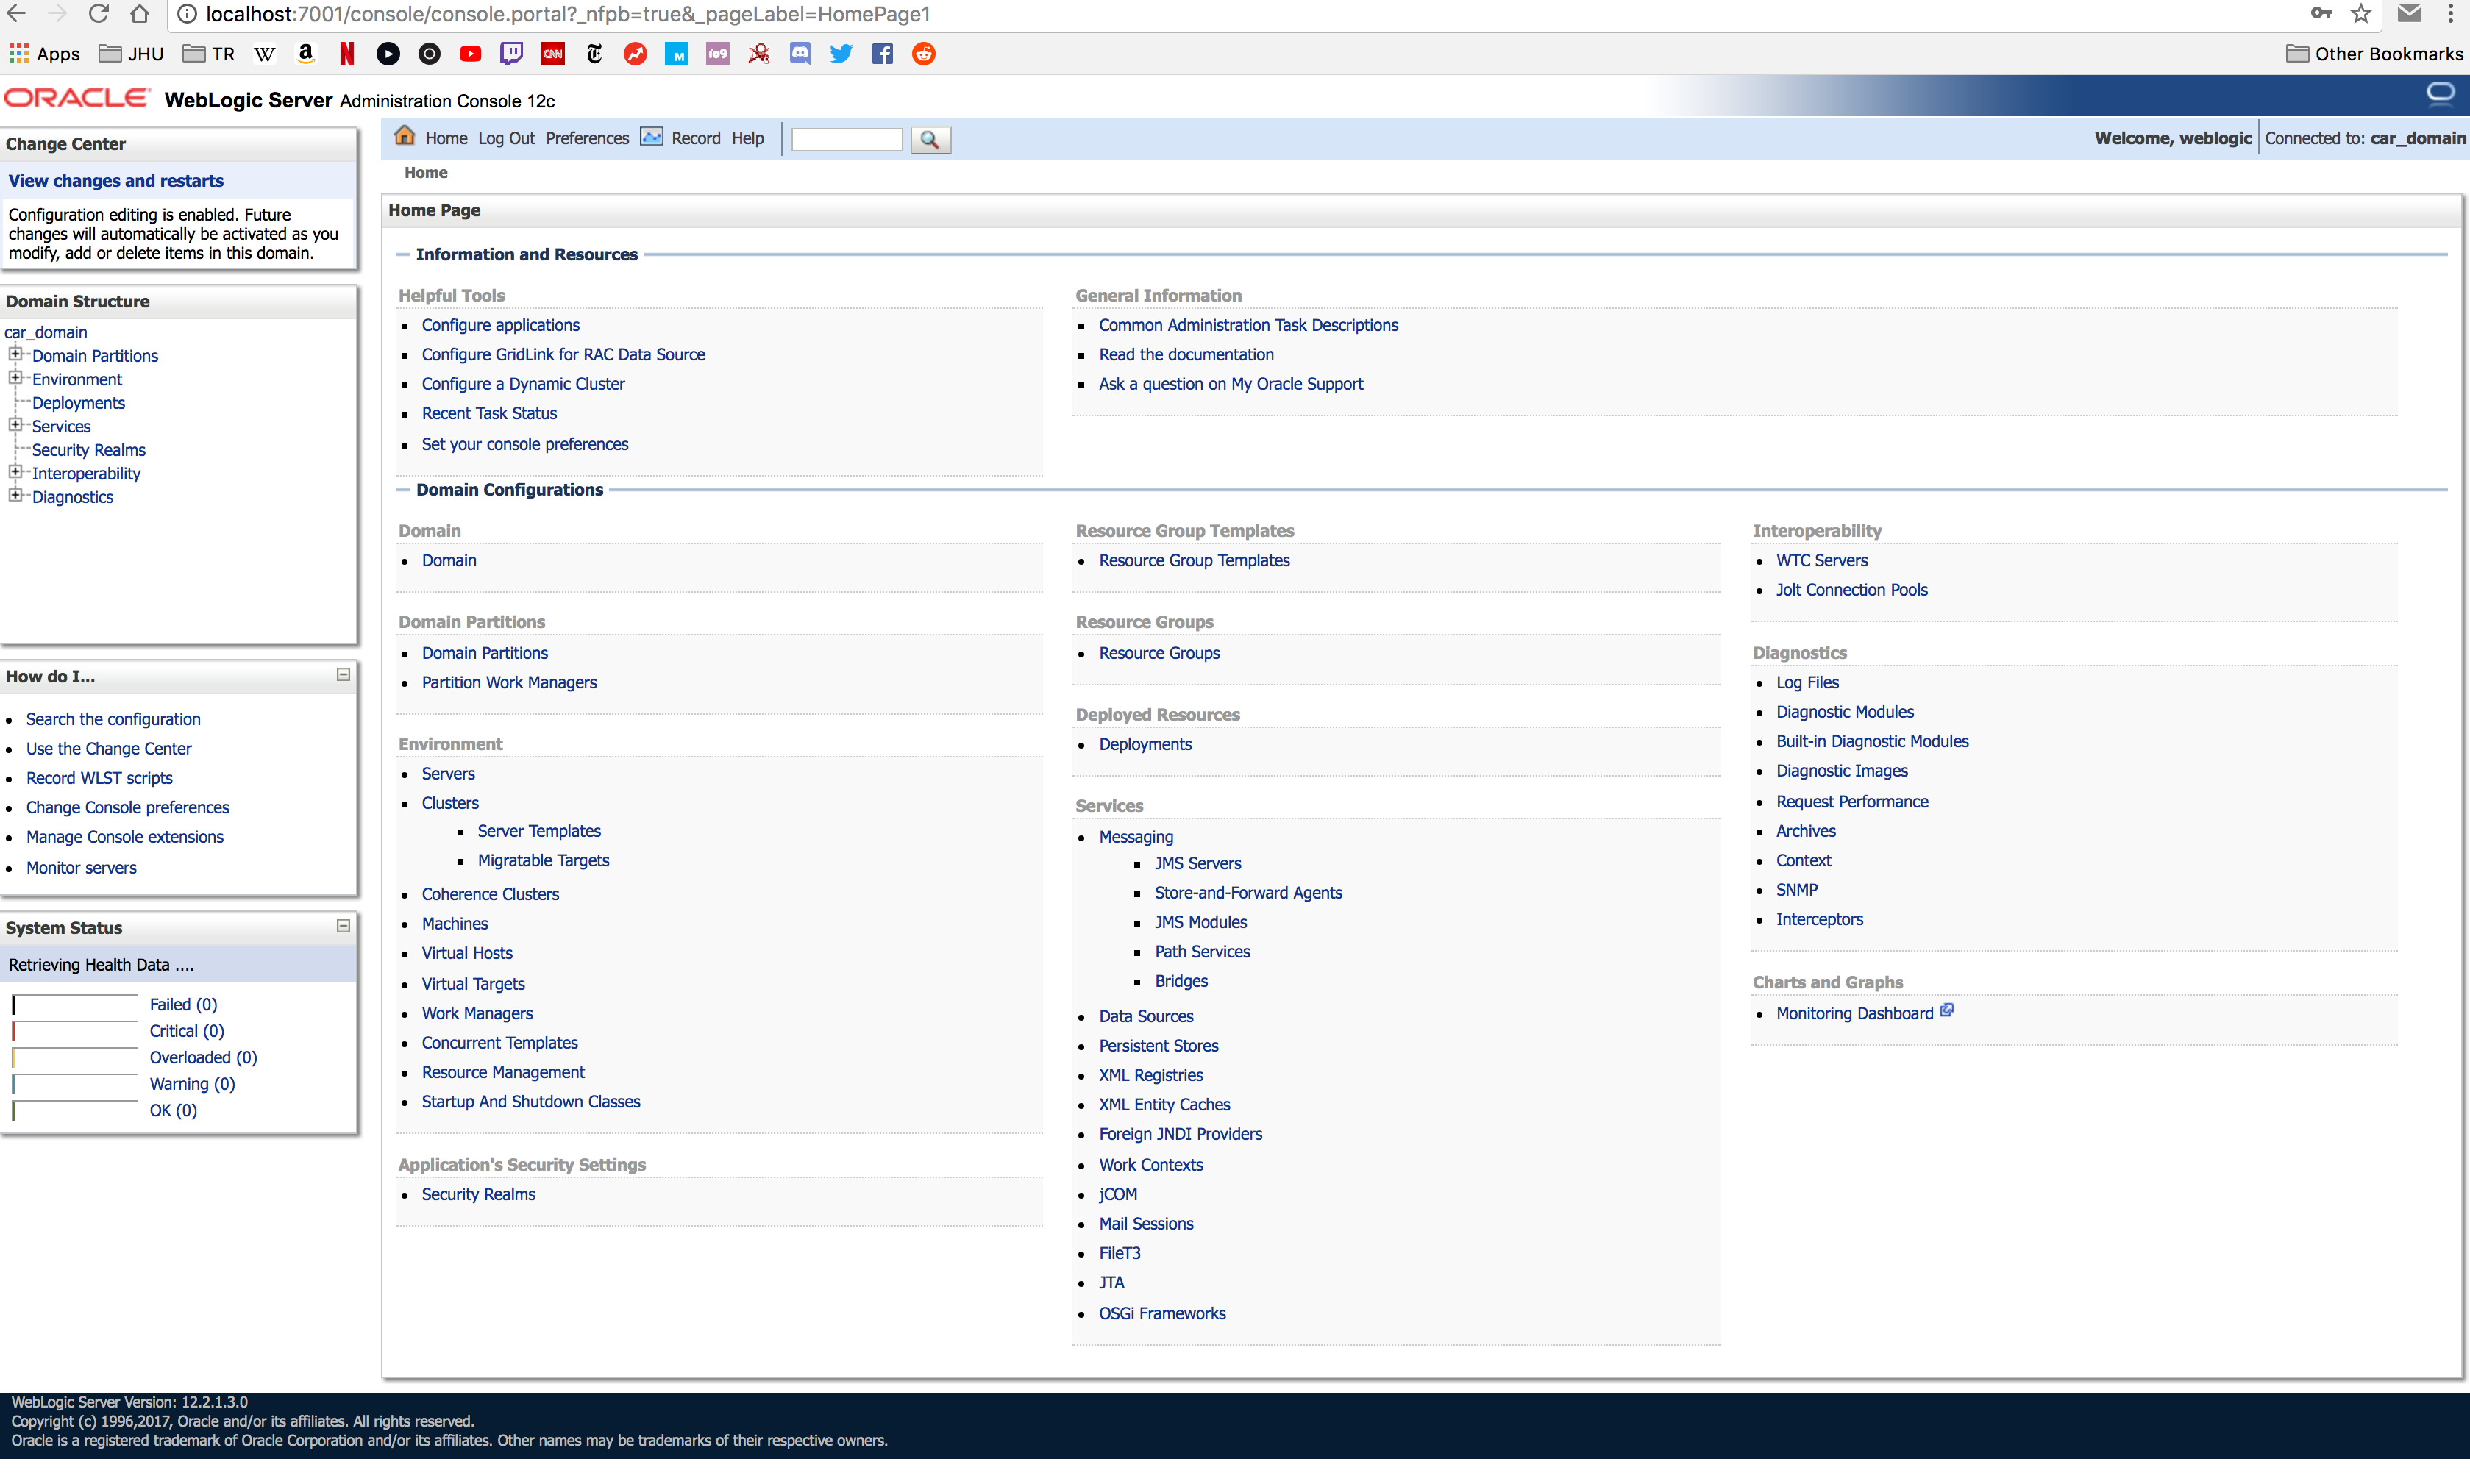 localhost:7001/console/console.portal?_nfpb=true&_pageLabel=HomePage1
Apps JHU TR W a N CNN T M io9 Other Bookmarks
ORACLE WebLogic Server Administration Console 12c
Change Center
View changes and restarts
Configuration editing is enabled. Future
changes will automatically be activated as you
modify, add or delete items in this domain.
Domain Structure
car_domain
Domain Partitions
Environment
Deployments
Services
Security Realms
Interoperability
Diagnostics
How do I...
Search the configuration
Use the Change Center
Record WLST scripts
Change Console preferences
Manage Console extensions
Monitor servers
System Status
Retrieving Health Data ....
Failed (0)
Critical (0)
Overloaded (0)
Warning (0)
OK (0)
Home Log Out Preferences Record Help
Welcome, weblogic Connected to: car_domain
Home
Home Page
Information and Resources
Helpful Tools
Configure applications
Configure GridLink for RAC Data Source
Configure a Dynamic Cluster
Recent Task Status
Set your console preferences
General Information
Common Administration Task Descriptions
Read the documentation
Ask a question on My Oracle Support
Domain Configurations
Domain
Domain
Domain Partitions
Domain Partitions
Partition Work Managers
Environment
Servers
Clusters
Server Templates
Migratable Targets
Coherence Clusters
Machines
Virtual Hosts
Virtual Targets
Work Managers
Concurrent Templates
Resource Management
Startup And Shutdown Classes
Application's Security Settings
Security Realms
Resource Group Templates
Resource Group Templates
Resource Groups
Resource Groups
Deployed Resources
Deployments
Services
Messaging
JMS Servers
Store-and-Forward Agents
JMS Modules
Path Services
Bridges
Data Sources
Persistent Stores
XML Registries
XML Entity Caches
Foreign JNDI Providers
Work Contexts
jCOM
Mail Sessions
FileT3
JTA
OSGi Frameworks
Interoperability
WTC Servers
Jolt Connection Pools
Diagnostics
Log Files
Diagnostic Modules
Built-in Diagnostic Modules
Diagnostic Images
Request Performance
Archives
Context
SNMP
Interceptors
Charts and Graphs
Monitoring Dashboard
WebLogic Server Version: 12.2.1.3.0
Copyright (c) 1996,2017, Oracle and/or its affiliates. All rights reserved.
Oracle is a registered trademark of Oracle Corporation and/or its affiliates. Other names may be trademarks of their respective owners.